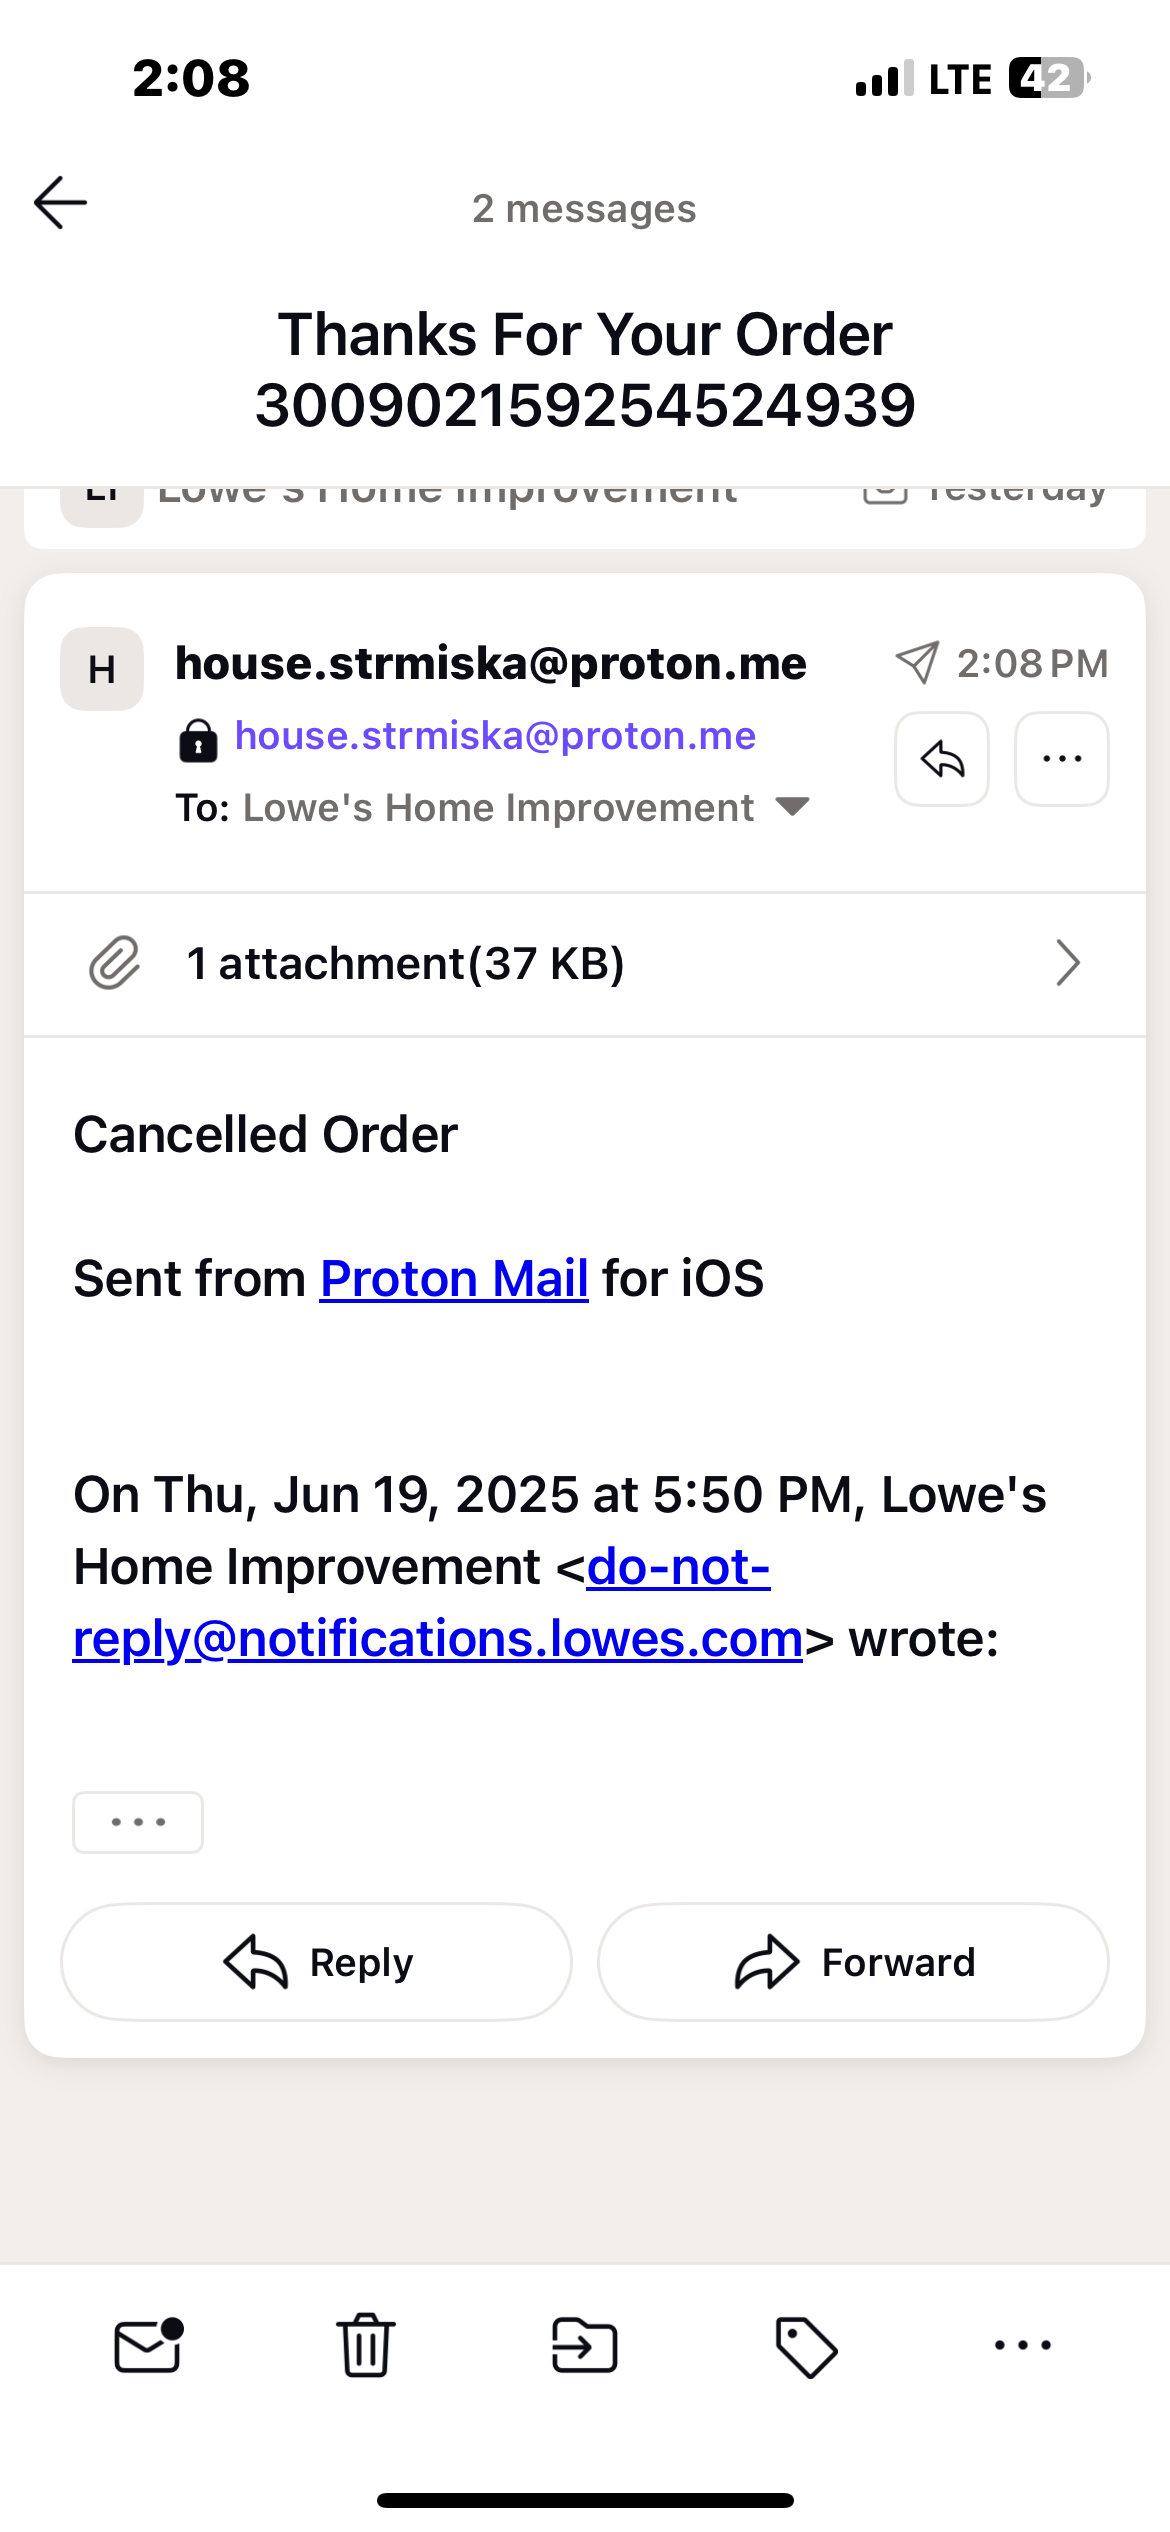 2:08
LTE 42
2 messages
Thanks For Your Order
300902159254524939
Lowe's Home Improvement
Yesterday
H
house.strmiska@proton.me
2:08 PM
house.strmiska@proton.me
To: Lowe's Home Improvement
1 attachment(37 KB)
Cancelled Order
Sent from Proton Mail for iOS
On Thu, Jun 19, 2025 at 5:50 PM, Lowe's
Home Improvement <do-not-
reply@notifications.lowes.com> wrote:
Reply
Forward